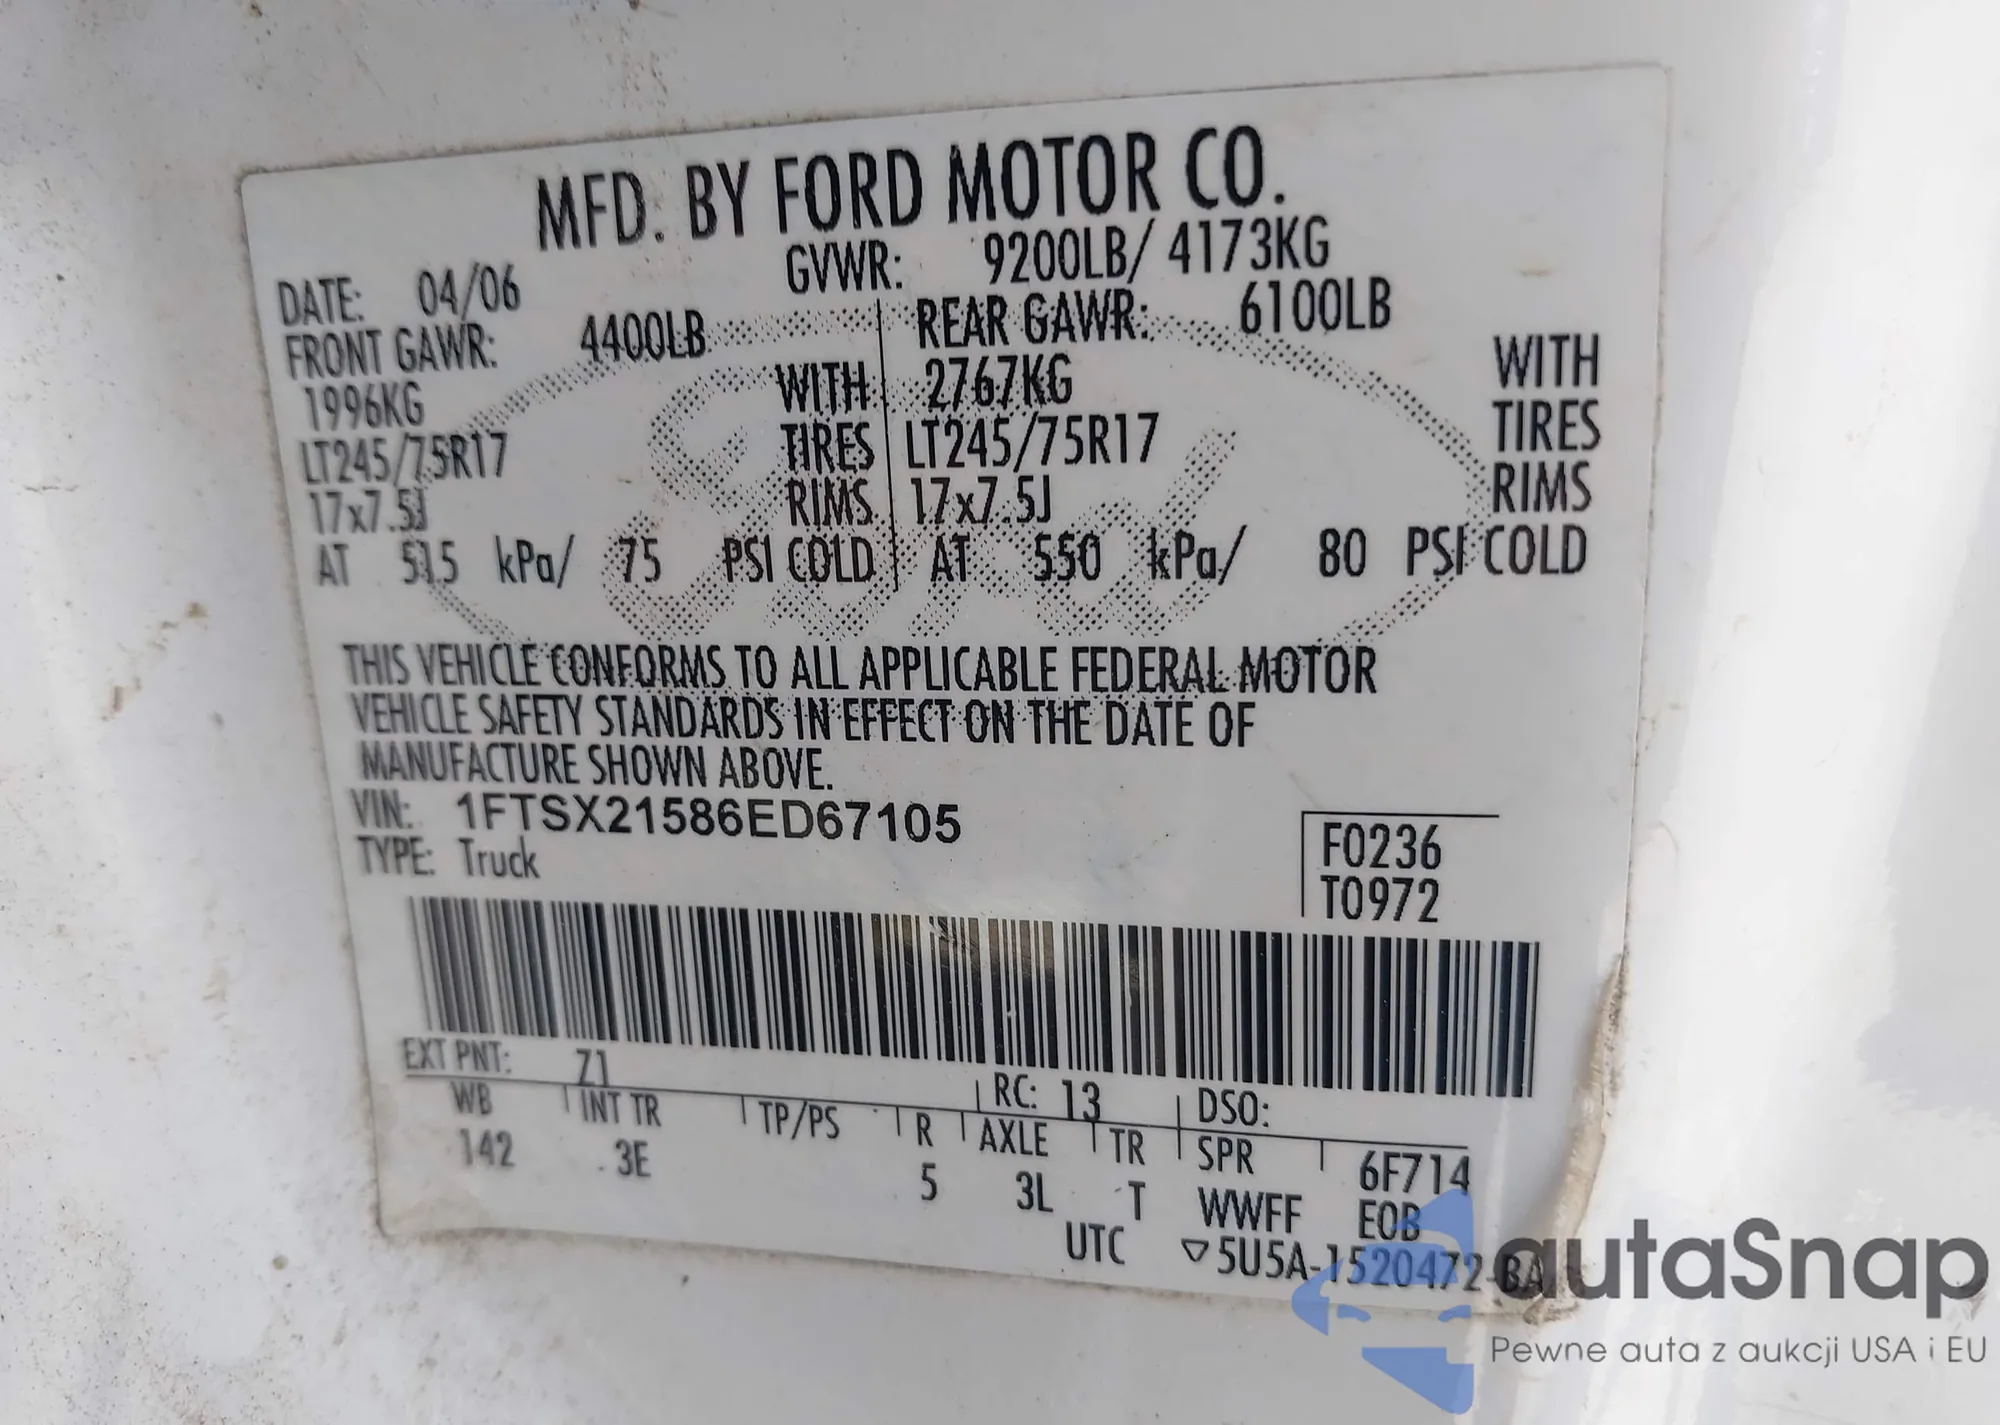 MFD. BY FORD MOTOR CO.
DATE: 04/06 GVWR: 9200LB/ 4173KG
FRONT GAWR: 4400LB REAR GAWR: 6100LB
1996KG WITH 2767KG WITH
LT245/75R17 TIRES LT245/75R17 TIRES
17x7.5J RIMS 17x7.5J RIMS
AT 515 kPa/ 75 PSI COLD AT 550 kPa/ 80 PSI COLD
Ford
THIS VEHICLE CONFORMS TO ALL APPLICABLE FEDERAL MOTOR
VEHICLE SAFETY STANDARDS IN EFFECT ON THE DATE OF
MANUFACTURE SHOWN ABOVE.
VIN: 1FTSX21586ED67105 F0236
TYPE: Truck T0972
EXT PNT: Z1 RC: 13 DSO:
WB INT TR TP/PS R AXLE TR SPR 6F714
142 3E 5 3L T WWFF EOB
UTC ▽5U5A-1520472-BA
autaSnap
Pewne auta z aukcji USA i EU